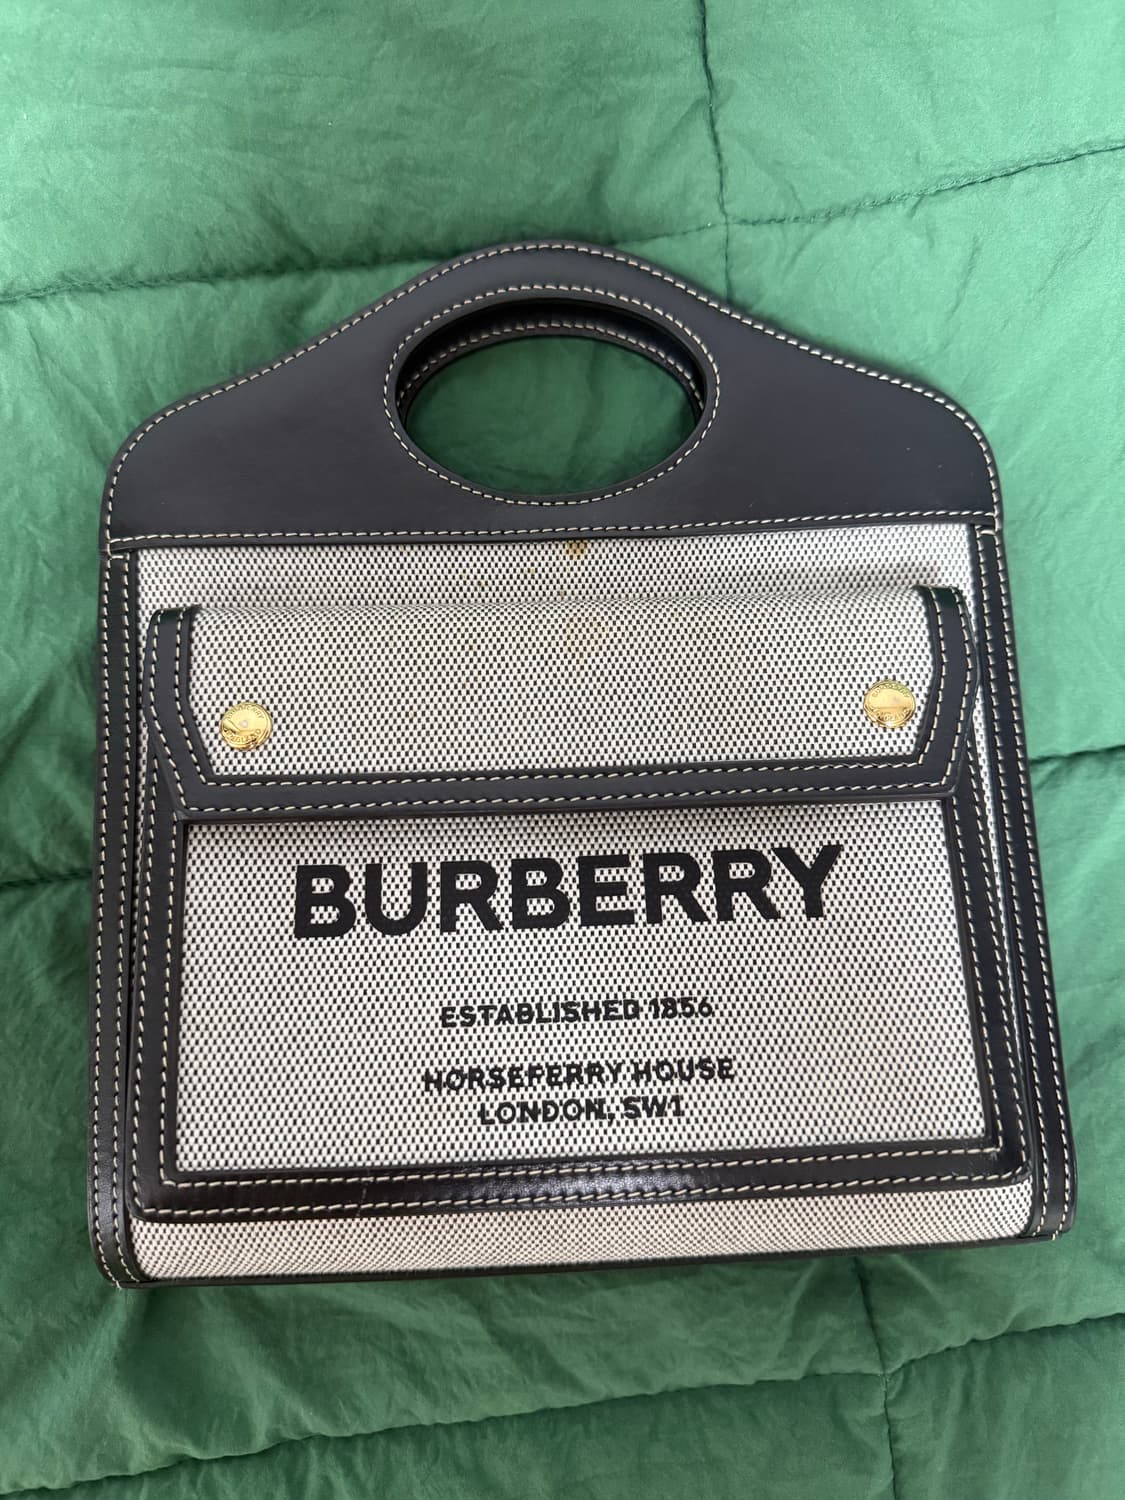 BURBERRY
ESTABLISHED 1856
HORSEFERRY HOUSE
LONDON, SW1